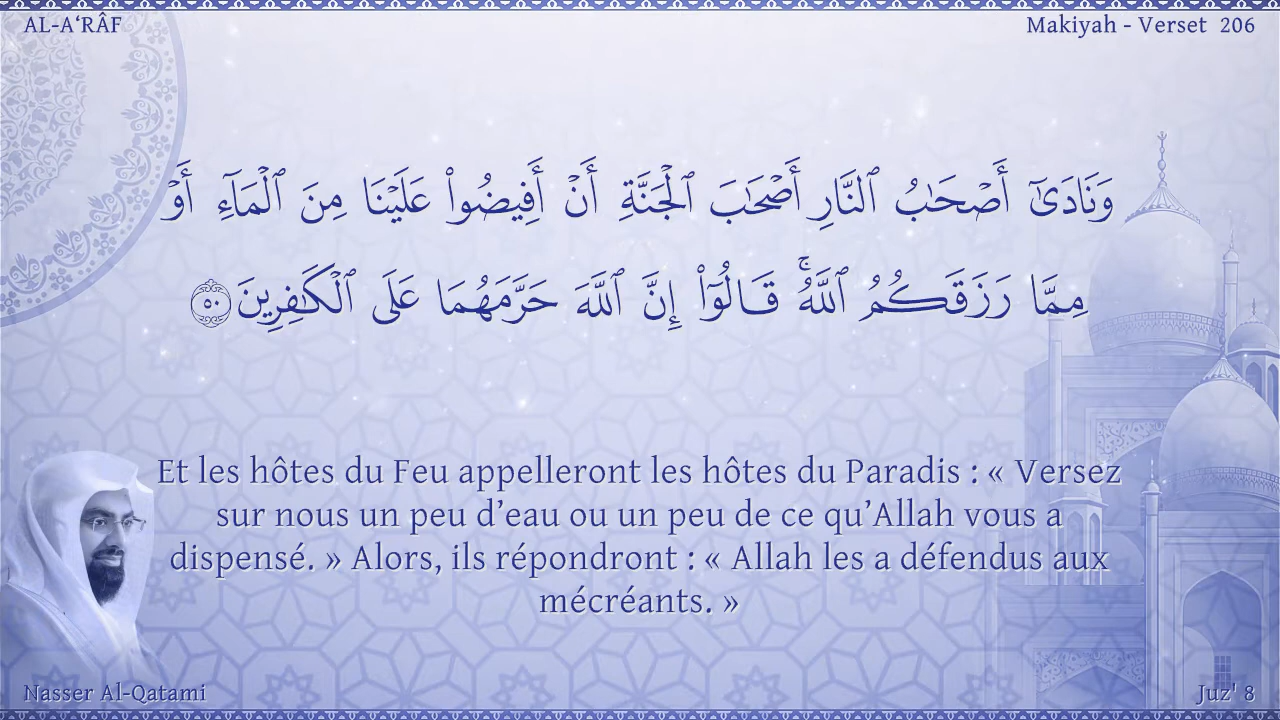 AL-A‘RÂF
Makiyah - Verset 206
وَنَادَىٰٓ أَصْحَٰبُ ٱلنَّارِ أَصْحَٰبَ ٱلْجَنَّةِ أَنْ أَفِيضُوا۟ عَلَيْنَا مِنَ ٱلْمَآءِ أَوْ
مِمَّا رَزَقَكُمُ ٱللَّهُ ۚ قَالُوٓا۟ إِنَّ ٱللَّهَ حَرَّمَهُمَا عَلَى ٱلْكَٰفِرِينَ ٥٠
Et les hôtes du Feu appelleront les hôtes du Paradis : « Versez
sur nous un peu d’eau ou un peu de ce qu’Allah vous a
dispensé. » Alors, ils répondront : « Allah les a défendus aux
mécréants. »
Nasser Al-Qatami
Juz' 8